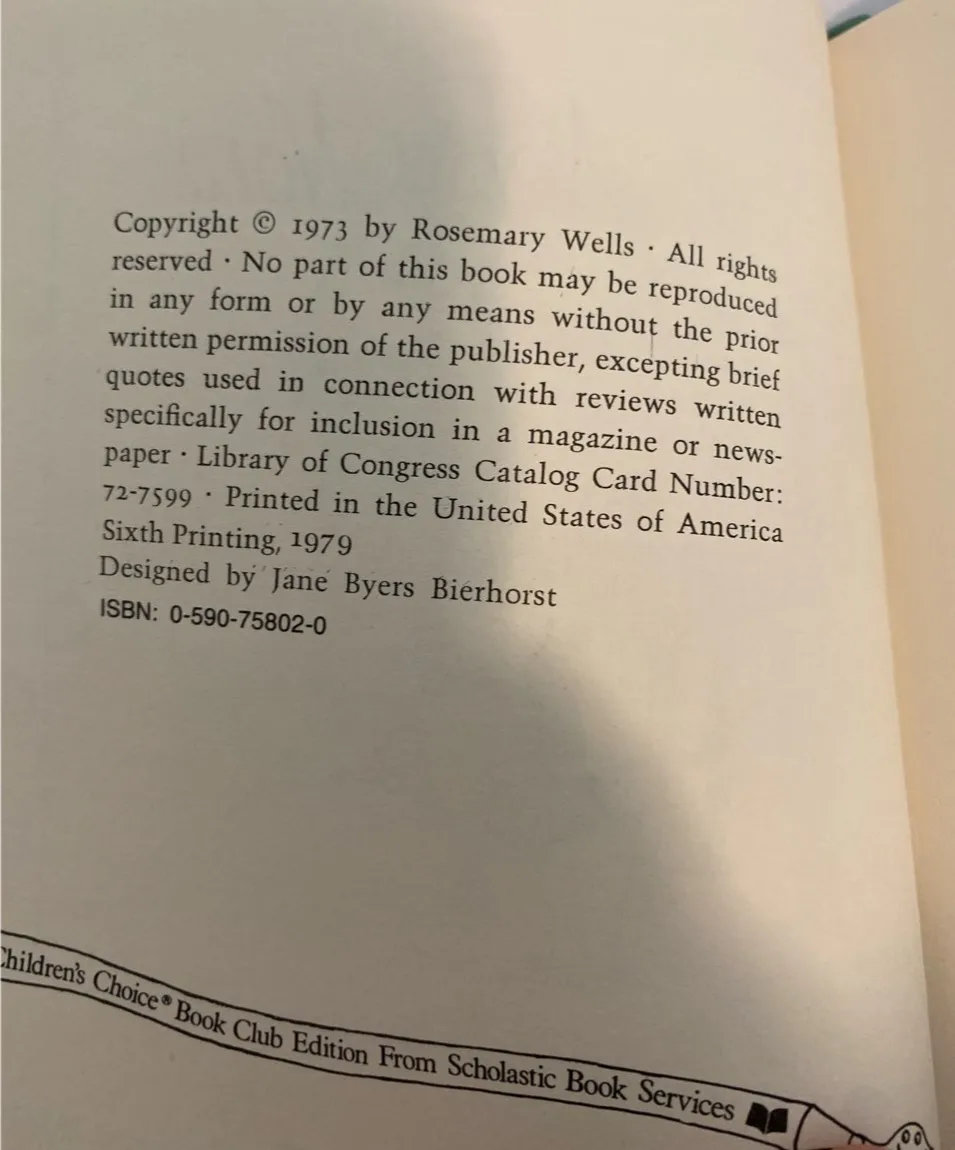 Copyright © 1973 by Rosemary Wells · All rights
reserved · No part of this book may be reproduced
in any form or by any means without the prior
written permission of the publisher, excepting brief
quotes used in connection with reviews written
specifically for inclusion in a magazine or news-
paper · Library of Congress Catalog Card Number:
72-7599 · Printed in the United States of America
Sixth Printing, 1979
Designed by Jane Byers Bierhorst
ISBN: 0-590-75802-0
Children's Choice® Book Club Edition From Scholastic Book Services